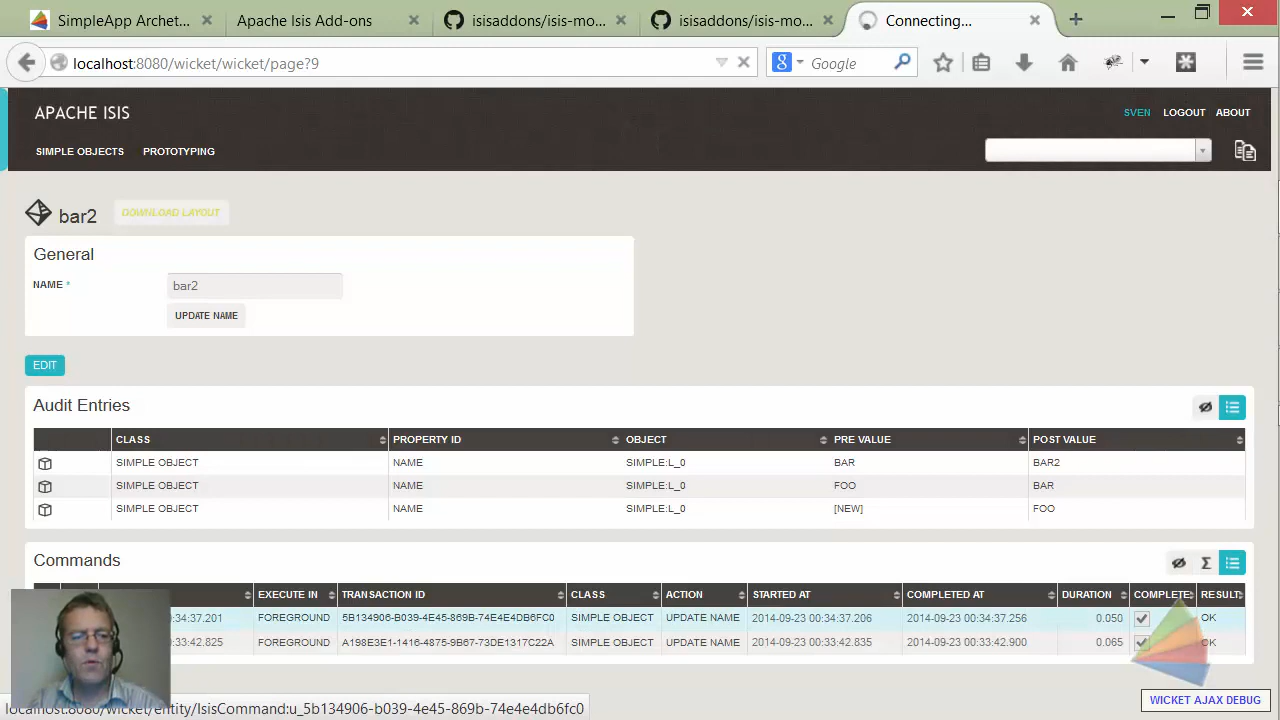 SimpleApp Archet...
Apache Isis Add-ons
isisaddons/isis-mo...
isisaddons/isis-mo...
Connecting...
localhost:8080/wicket/wicket/page?9
Google
APACHE ISIS
SVEN LOGOUT ABOUT
SIMPLE OBJECTS PROTOTYPING
bar2 DOWNLOAD LAYOUT
General
NAME * bar2
UPDATE NAME
EDIT
Audit Entries
CLASS PROPERTY ID OBJECT PRE VALUE POST VALUE
SIMPLE OBJECT NAME SIMPLE:L_0 BAR BAR2
SIMPLE OBJECT NAME SIMPLE:L_0 FOO BAR
SIMPLE OBJECT NAME SIMPLE:L_0 [NEW] FOO
Commands
EXECUTE IN TRANSACTION ID CLASS ACTION STARTED AT COMPLETED AT DURATION COMPLETE RESULT
:34:37.201 FOREGROUND 5B134906-B039-4E45-869B-74E4E4DB6FC0 SIMPLE OBJECT UPDATE NAME 2014-09-23 00:34:37.206 2014-09-23 00:34:37.256 0.050 OK
:33:42.825 FOREGROUND A198E3E1-1416-4875-9B67-73DE1317C22A SIMPLE OBJECT UPDATE NAME 2014-09-23 00:33:42.835 2014-09-23 00:33:42.900 0.065 OK
WICKET AJAX DEBUG
localhost:8080/wicket/entity/IsisCommand:u_5b134906-b039-4e45-869b-74e4e4db6fc0